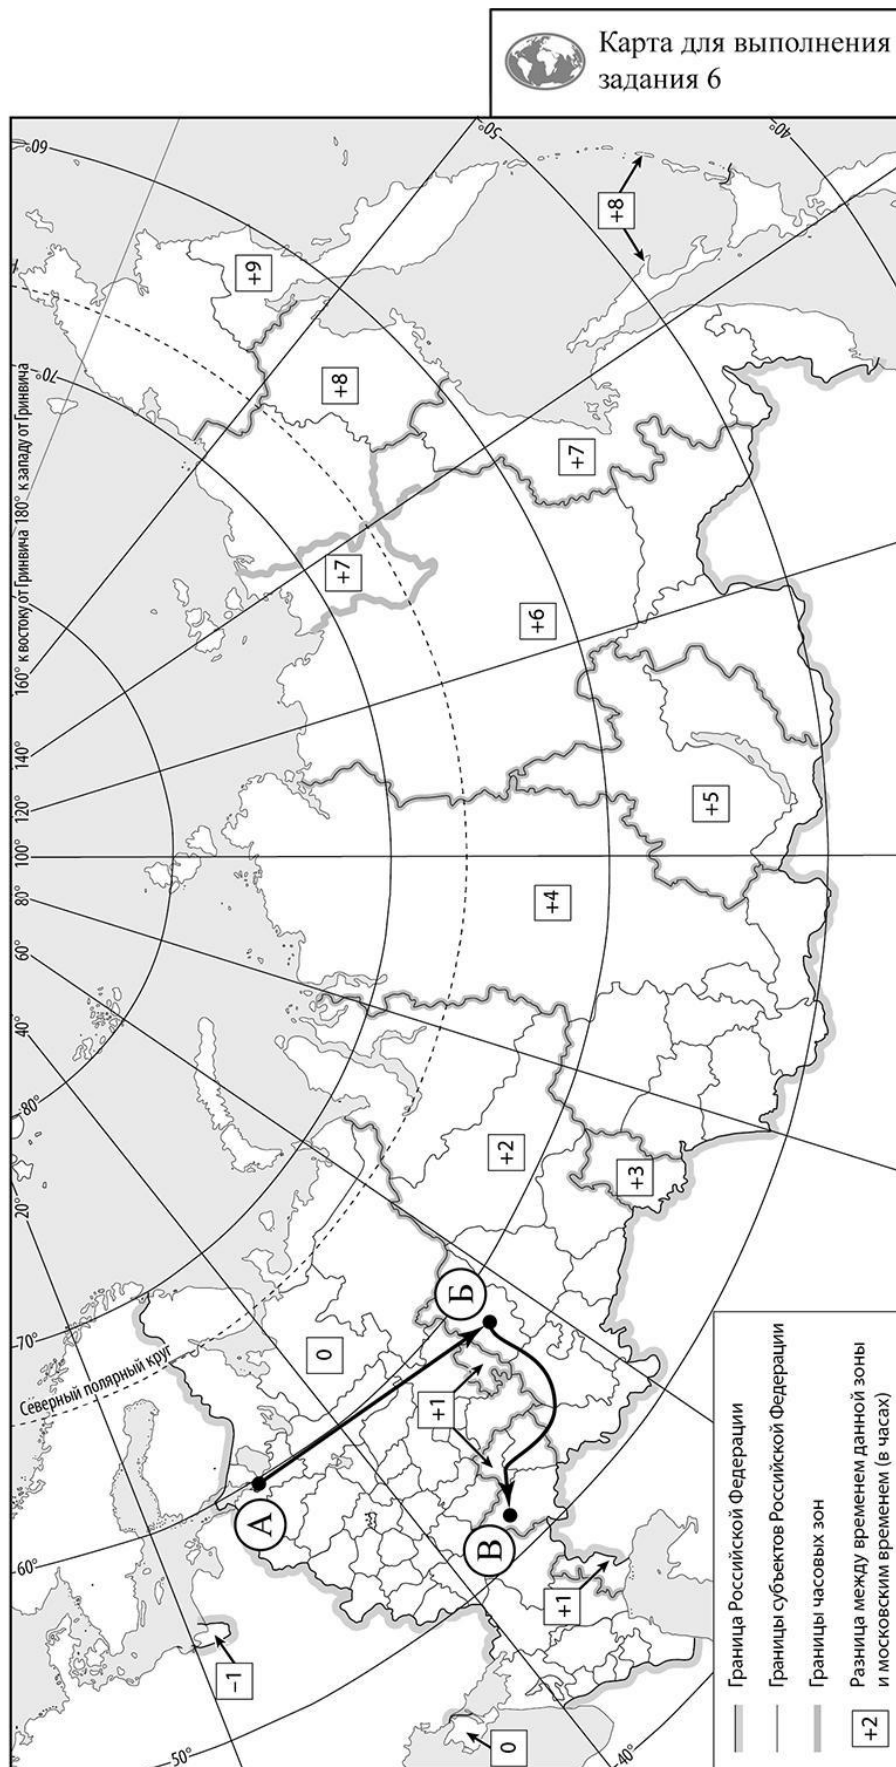 Карта для выполнения
задания 6
60°
50°
40°
70°
к востоку от Гринвича 180° к западу от Гринвича
160°
140°
120°
100°
80°
60°
40°
20°
80°
70°
60°
50°
40°
Северный полярный круг
+9
+8
+8
+7
+7
+6
+5
+4
+3
+2
+1
+1
0
-1
0
А
Б
В
Граница Российской Федерации
Границы субъектов Российской Федерации
Границы часовых зон
+2
Разница между временем данной зоны
и московским временем (в часах)